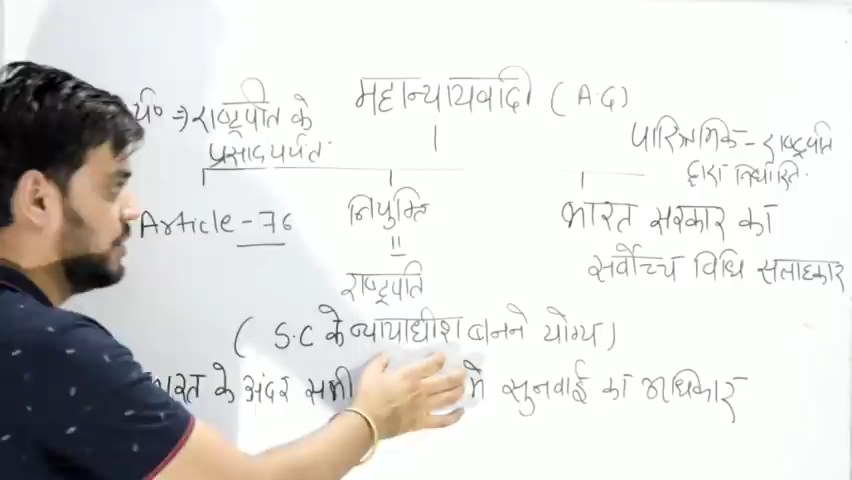 महान्यायवादी (A.G)
⇒ राष्ट्रपति के
प्रसादपर्यंत
पारिश्रमिक - राष्ट्रपति
द्वारा निर्धारित.
Article - 76
नियुक्ति
=
राष्ट्रपति
भारत सरकार का
सर्वोच्च विधि सलाहकार
( S.C के न्यायाधीश बनने योग्य )
के अंदर सभी
मे सुनवाई का अधिकार